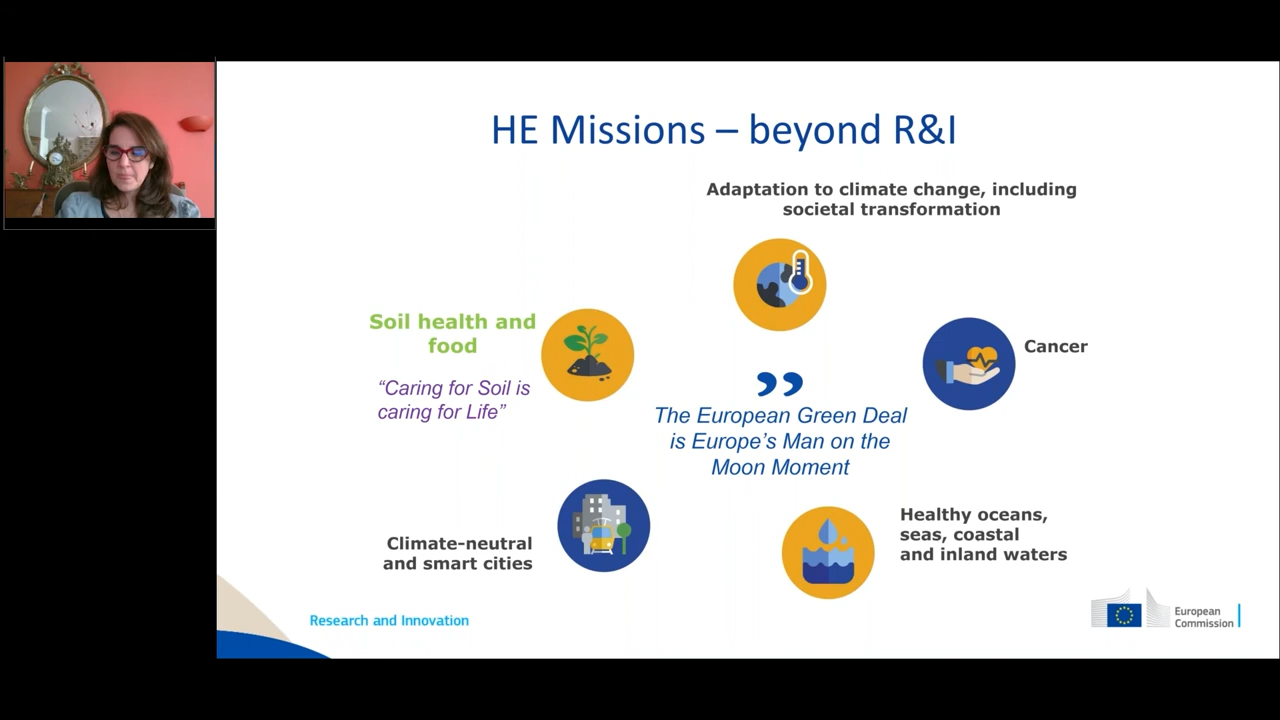 HE Missions – beyond R&I
Adaptation to climate change, including
societal transformation
Soil health and
food
“Caring for Soil is
caring for Life”
Cancer
”
The European Green Deal
is Europe’s Man on the
Moon Moment
Climate-neutral
and smart cities
Healthy oceans,
seas, coastal
and inland waters
Research and Innovation
European
Commission